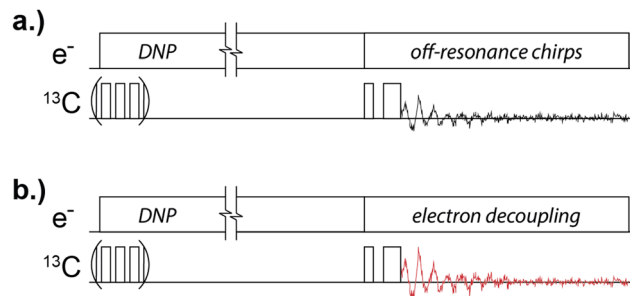 a.)
e⁻ DNP off-resonance chirps
¹³C
b.)
e⁻ DNP electron decoupling
¹³C